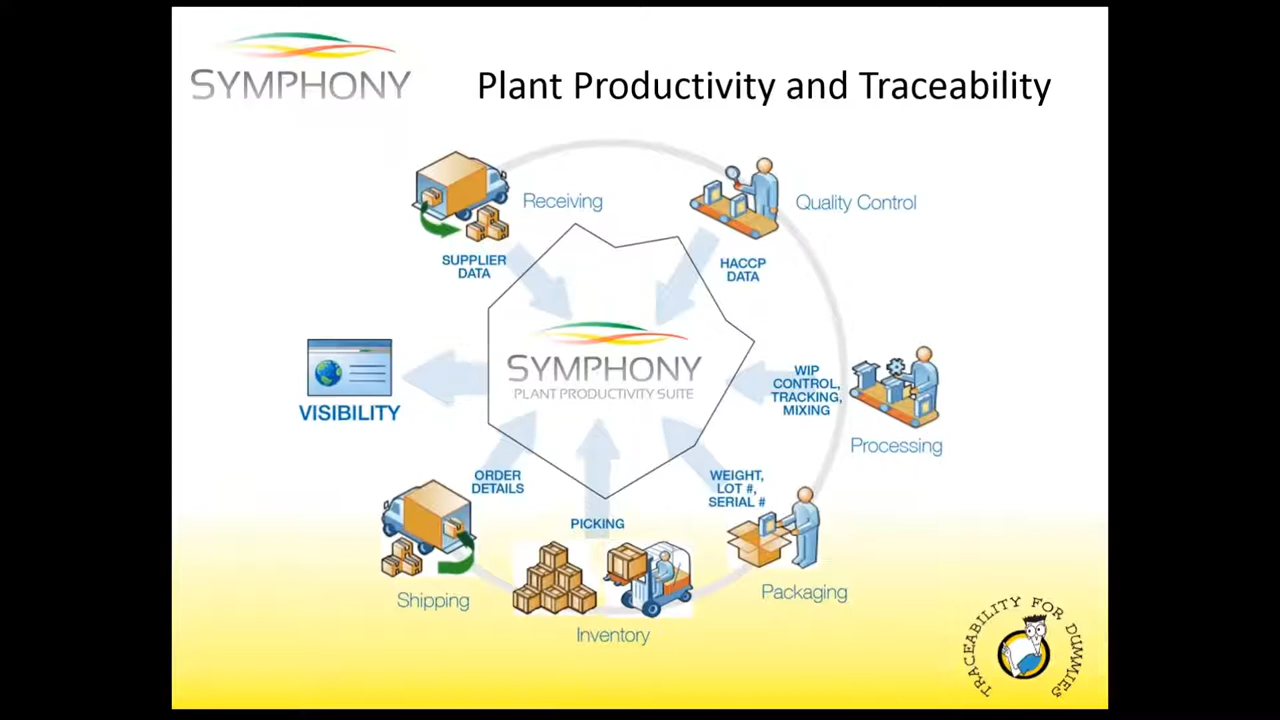 SYMPHONY
Plant Productivity and Traceability
Receiving
Quality Control
SUPPLIER
DATA
HACCP
DATA
SYMPHONY
PLANT PRODUCTIVITY SUITE
VISIBILITY
WIP
CONTROL,
TRACKING,
MIXING
Processing
ORDER
DETAILS
WEIGHT,
LOT #,
SERIAL #
PICKING
Shipping
Packaging
Inventory
TRACEABILITY FOR DUMMIES